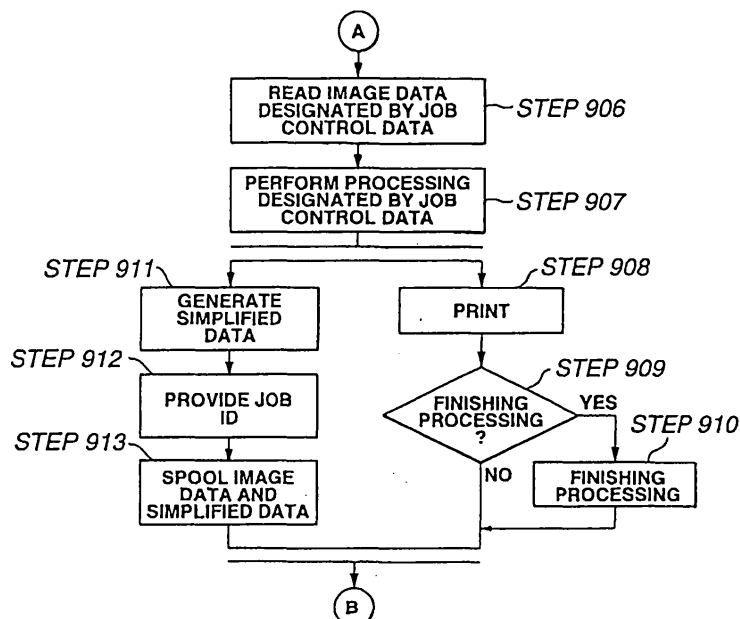 A
READ IMAGE DATA
DESIGNATED BY JOB
CONTROL DATA
STEP 906
PERFORM PROCESSING
DESIGNATED BY JOB
CONTROL DATA
STEP 907
STEP 911
GENERATE
SIMPLIFIED
DATA
STEP 908
PRINT
STEP 912
PROVIDE JOB
ID
STEP 909
FINISHING
PROCESSING
?
YES
NO
STEP 910
FINISHING
PROCESSING
STEP 913
SPOOL IMAGE
DATA AND
SIMPLIFIED DATA
B